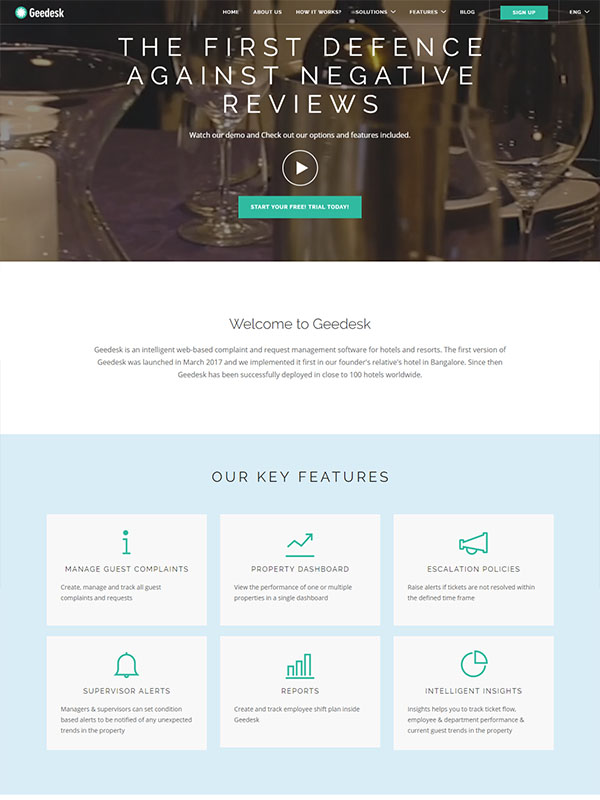 Geedesk
HOME ABOUT US HOW IT WORKS? SOLUTIONS FEATURES BLOG SIGN UP ENG
THE FIRST DEFENCE
AGAINST NEGATIVE
REVIEWS
Watch our demo and Check out our options and features included.
START YOUR FREE! TRIAL TODAY!
Welcome to Geedesk
Geedesk is an intelligent web-based complaint and request management software for hotels and resorts. The first version of
Geedesk was launched in March 2017 and we implemented it first in our founder's relative's hotel in Bangalore. Since then
Geedesk has been successfully deployed in close to 100 hotels worldwide.
OUR KEY FEATURES
MANAGE GUEST COMPLAINTS
Create, manage and track all guest
complaints and requests
PROPERTY DASHBOARD
View the performance of one or multiple
properties in a single dashboard
ESCALATION POLICIES
Raise alerts if tickets are not resolved within
the defined time frame
SUPERVISOR ALERTS
Managers & supervisors can set condition
based alerts to be notified of any unexpected
trends in the property
REPORTS
Create and track employee shift plan inside
Geedesk
INTELLIGENT INSIGHTS
insights helps you to track ticket flow,
employee & department performance &
current guest trends in the property